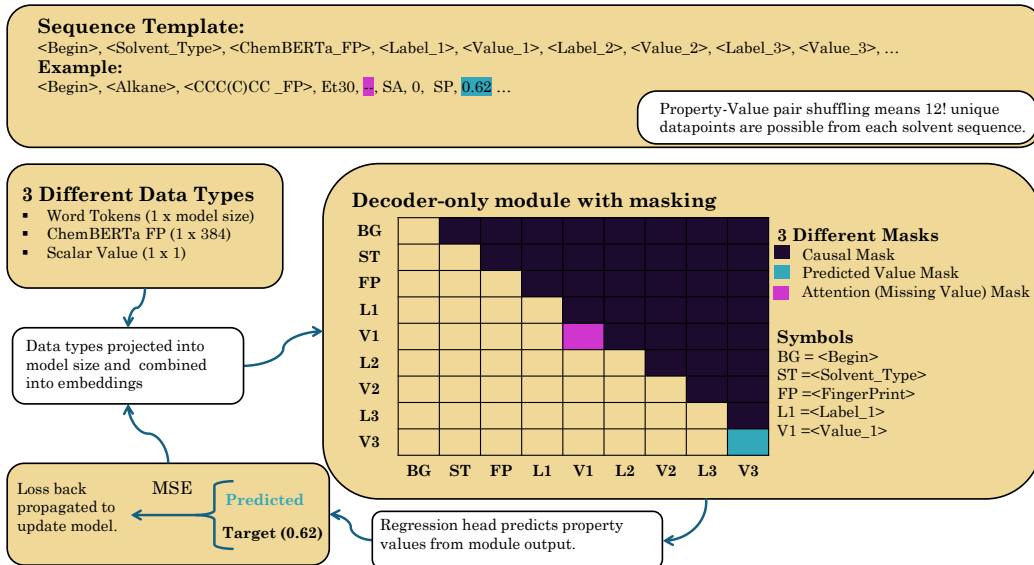 Sequence Template:
<Begin>, <Solvent_Type>, <ChemBERTa_FP>, <Label_1>, <Value_1>, <Label_2>, <Value_2>, <Label_3>, <Value_3>, …
Example:
<Begin>, <Alkane>, <CCC(C)CC _FP>, Et30, --, SA, 0, SP, 0.62 …
Property-Value pair shuffling means 12! unique
datapoints are possible from each solvent sequence.
3 Different Data Types
▪ Word Tokens (1 x model size)
▪ ChemBERTa FP (1 x 384)
▪ Scalar Value (1 x 1)
Data types projected into
model size and combined
into embeddings
Decoder-only module with masking
BG
ST
FP
L1
V1
L2
V2
L3
V3
BG ST FP L1 V1 L2 V2 L3 V3
3 Different Masks
Causal Mask
Predicted Value Mask
Attention (Missing Value) Mask
Symbols
BG = <Begin>
ST =<Solvent_Type>
FP =<FingerPrint>
L1 =<Label_1>
V1 =<Value_1>
Loss back
propagated to
update model.
MSE
Predicted
Target (0.62)
Regression head predicts property
values from module output.